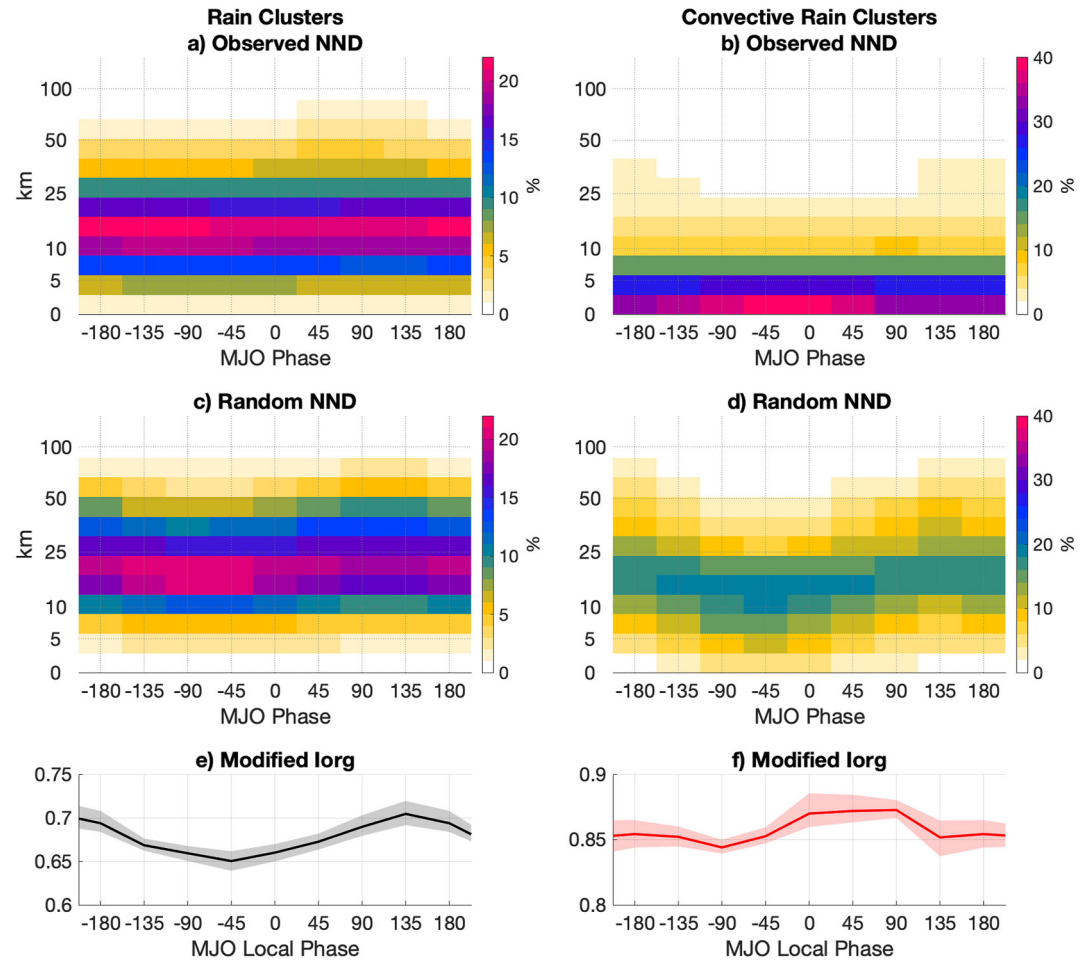 Rain Clusters
a) Observed NND
100
50
25
10
5
0
km
-180 -135 -90 -45 0 45 90 135 180
MJO Phase
20
15
10
5
0
%
Convective Rain Clusters
b) Observed NND
100
50
25
10
5
0
-180 -135 -90 -45 0 45 90 135 180
MJO Phase
40
30
20
10
0
%
c) Random NND
100
50
25
10
5
0
km
-180 -135 -90 -45 0 45 90 135 180
MJO Phase
20
15
10
5
0
%
d) Random NND
100
50
25
10
5
0
-180 -135 -90 -45 0 45 90 135 180
MJO Phase
40
30
20
10
0
%
e) Modified Iorg
0.75
0.7
0.65
0.6
-180 -135 -90 -45 0 45 90 135 180
MJO Local Phase
f) Modified Iorg
0.9
0.85
0.8
-180 -135 -90 -45 0 45 90 135 180
MJO Local Phase